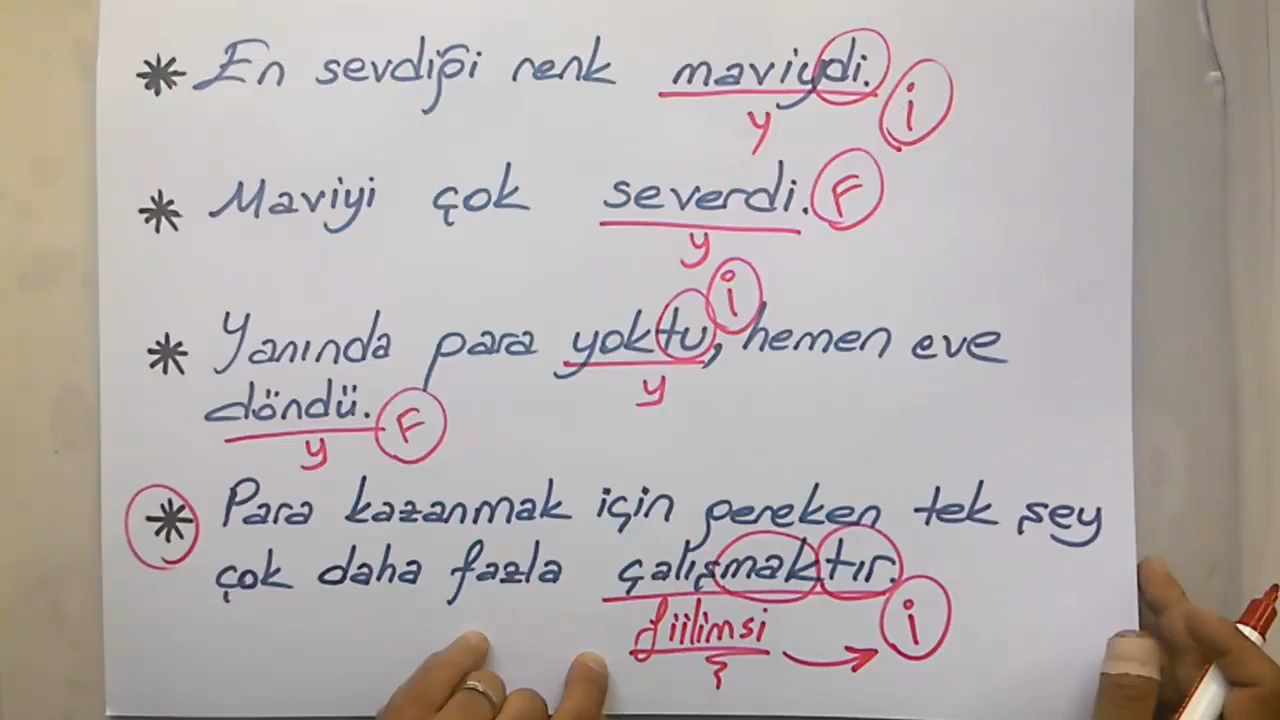 * En sevdiği renk maviydi. İ
y
* Maviyi çok severdi. F
y
* Yanında para yoktu, hemen eve İ
y
döndü. F
y
* Para kazanmak için gereken tek şey
çok daha fazla çalışmaktır.
fiilimsi → İ